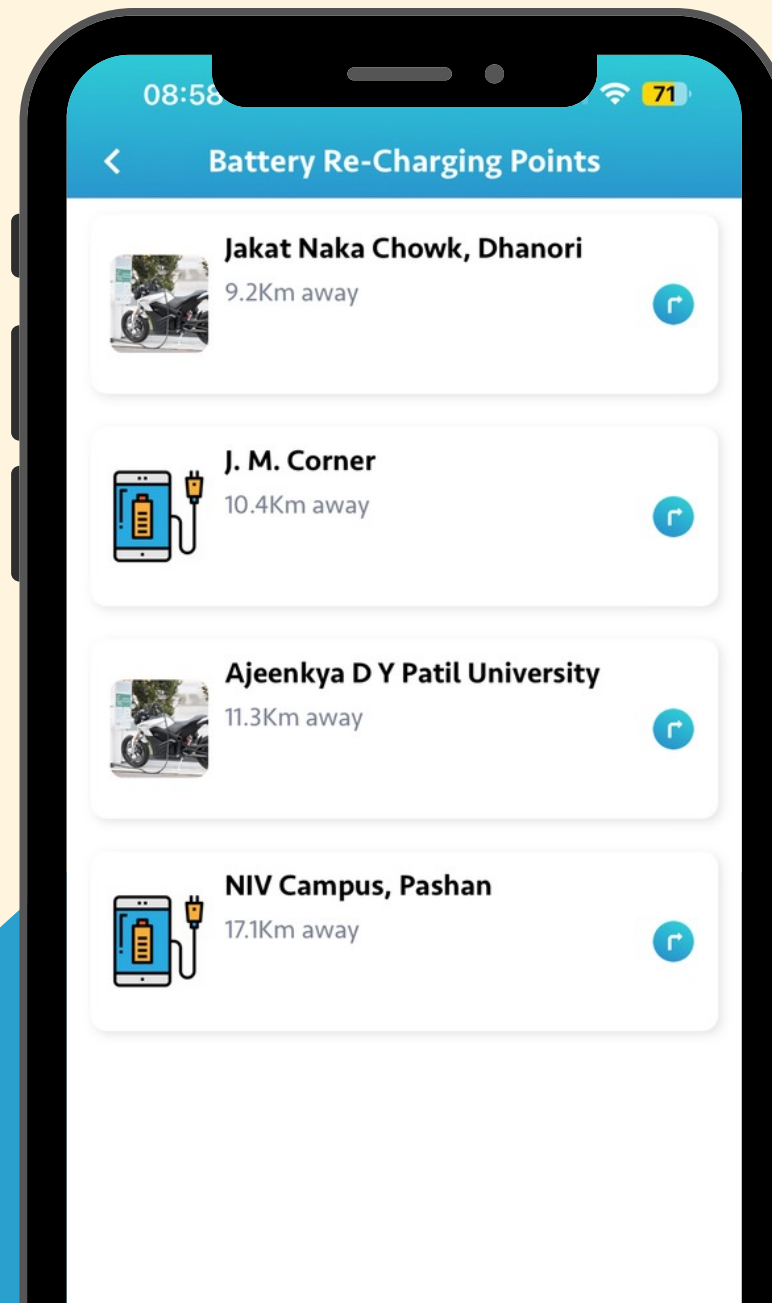 08:58
71
Battery Re-Charging Points
Jakat Naka Chowk, Dhanori
9.2Km away
J. M. Corner
10.4Km away
Ajeenkya D Y Patil University
11.3Km away
NIV Campus, Pashan
17.1Km away